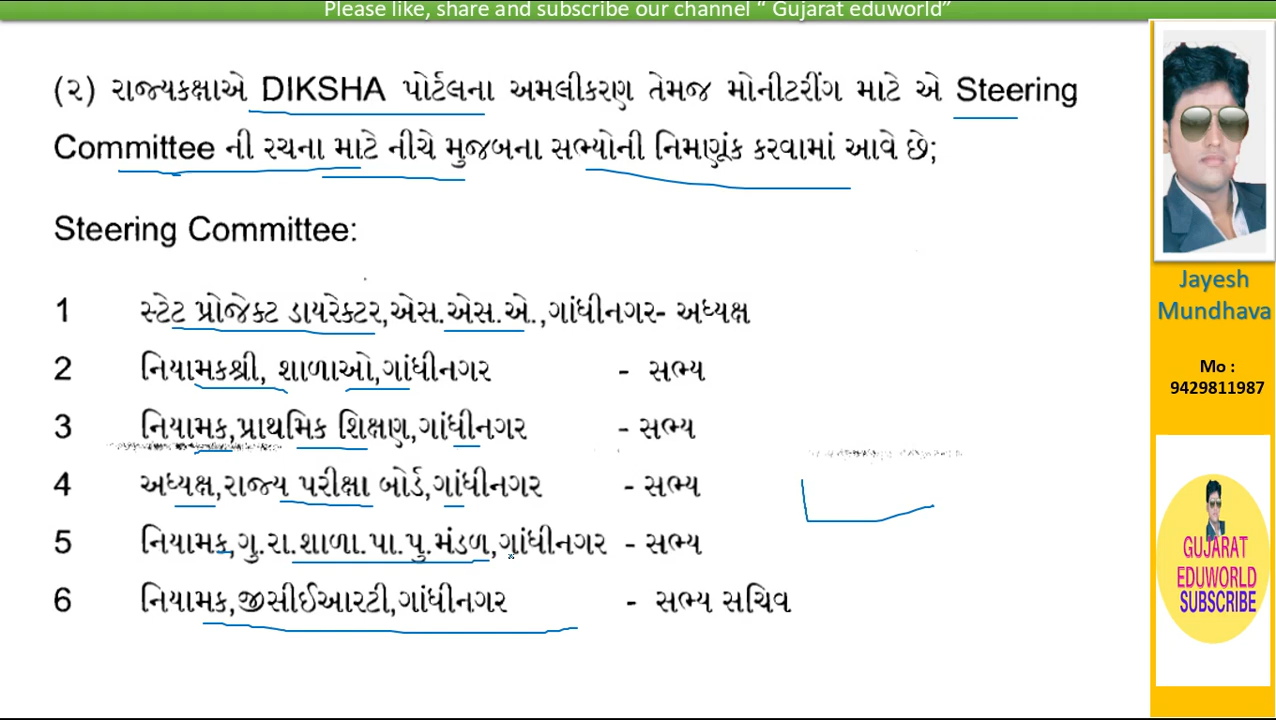 Please like, share and subscribe our channel “ Gujarat eduworld”
(ર) રાજ્યકક્ષાએ DIKSHA પોર્ટલના અમલીકરણ તેમજ મોનીટરીંગ માટે એ Steering
Committee ની રચના માટે નીચે મુજબના સભ્યોની નિમણૂંક કરવામાં આવે છે;
Steering Committee:
1 સ્ટેટ પ્રોજેક્ટ ડાયરેક્ટર,એસ.એસ.એ.,ગાંધીનગર- અધ્યક્ષ
2 નિયામકશ્રી, શાળાઓ,ગાંધીનગર - સભ્ય
3 નિયામક,પ્રાથમિક શિક્ષણ,ગાંધીનગર - સભ્ય
4 અધ્યક્ષ,રાજ્ય પરીક્ષા બોર્ડ,ગાંધીનગર - સભ્ય
5 નિયામક,ગુ.રા.શાળા.પા.પુ.મંડળ,ગાંધીનગર - સભ્ય
6 નિયામક,જીસીઈઆરટી,ગાંધીનગર - સભ્ય સચિવ
Jayesh
Mundhava
Mo :
9429811987
GUJARAT
EDUWORLD
SUBSCRIBE